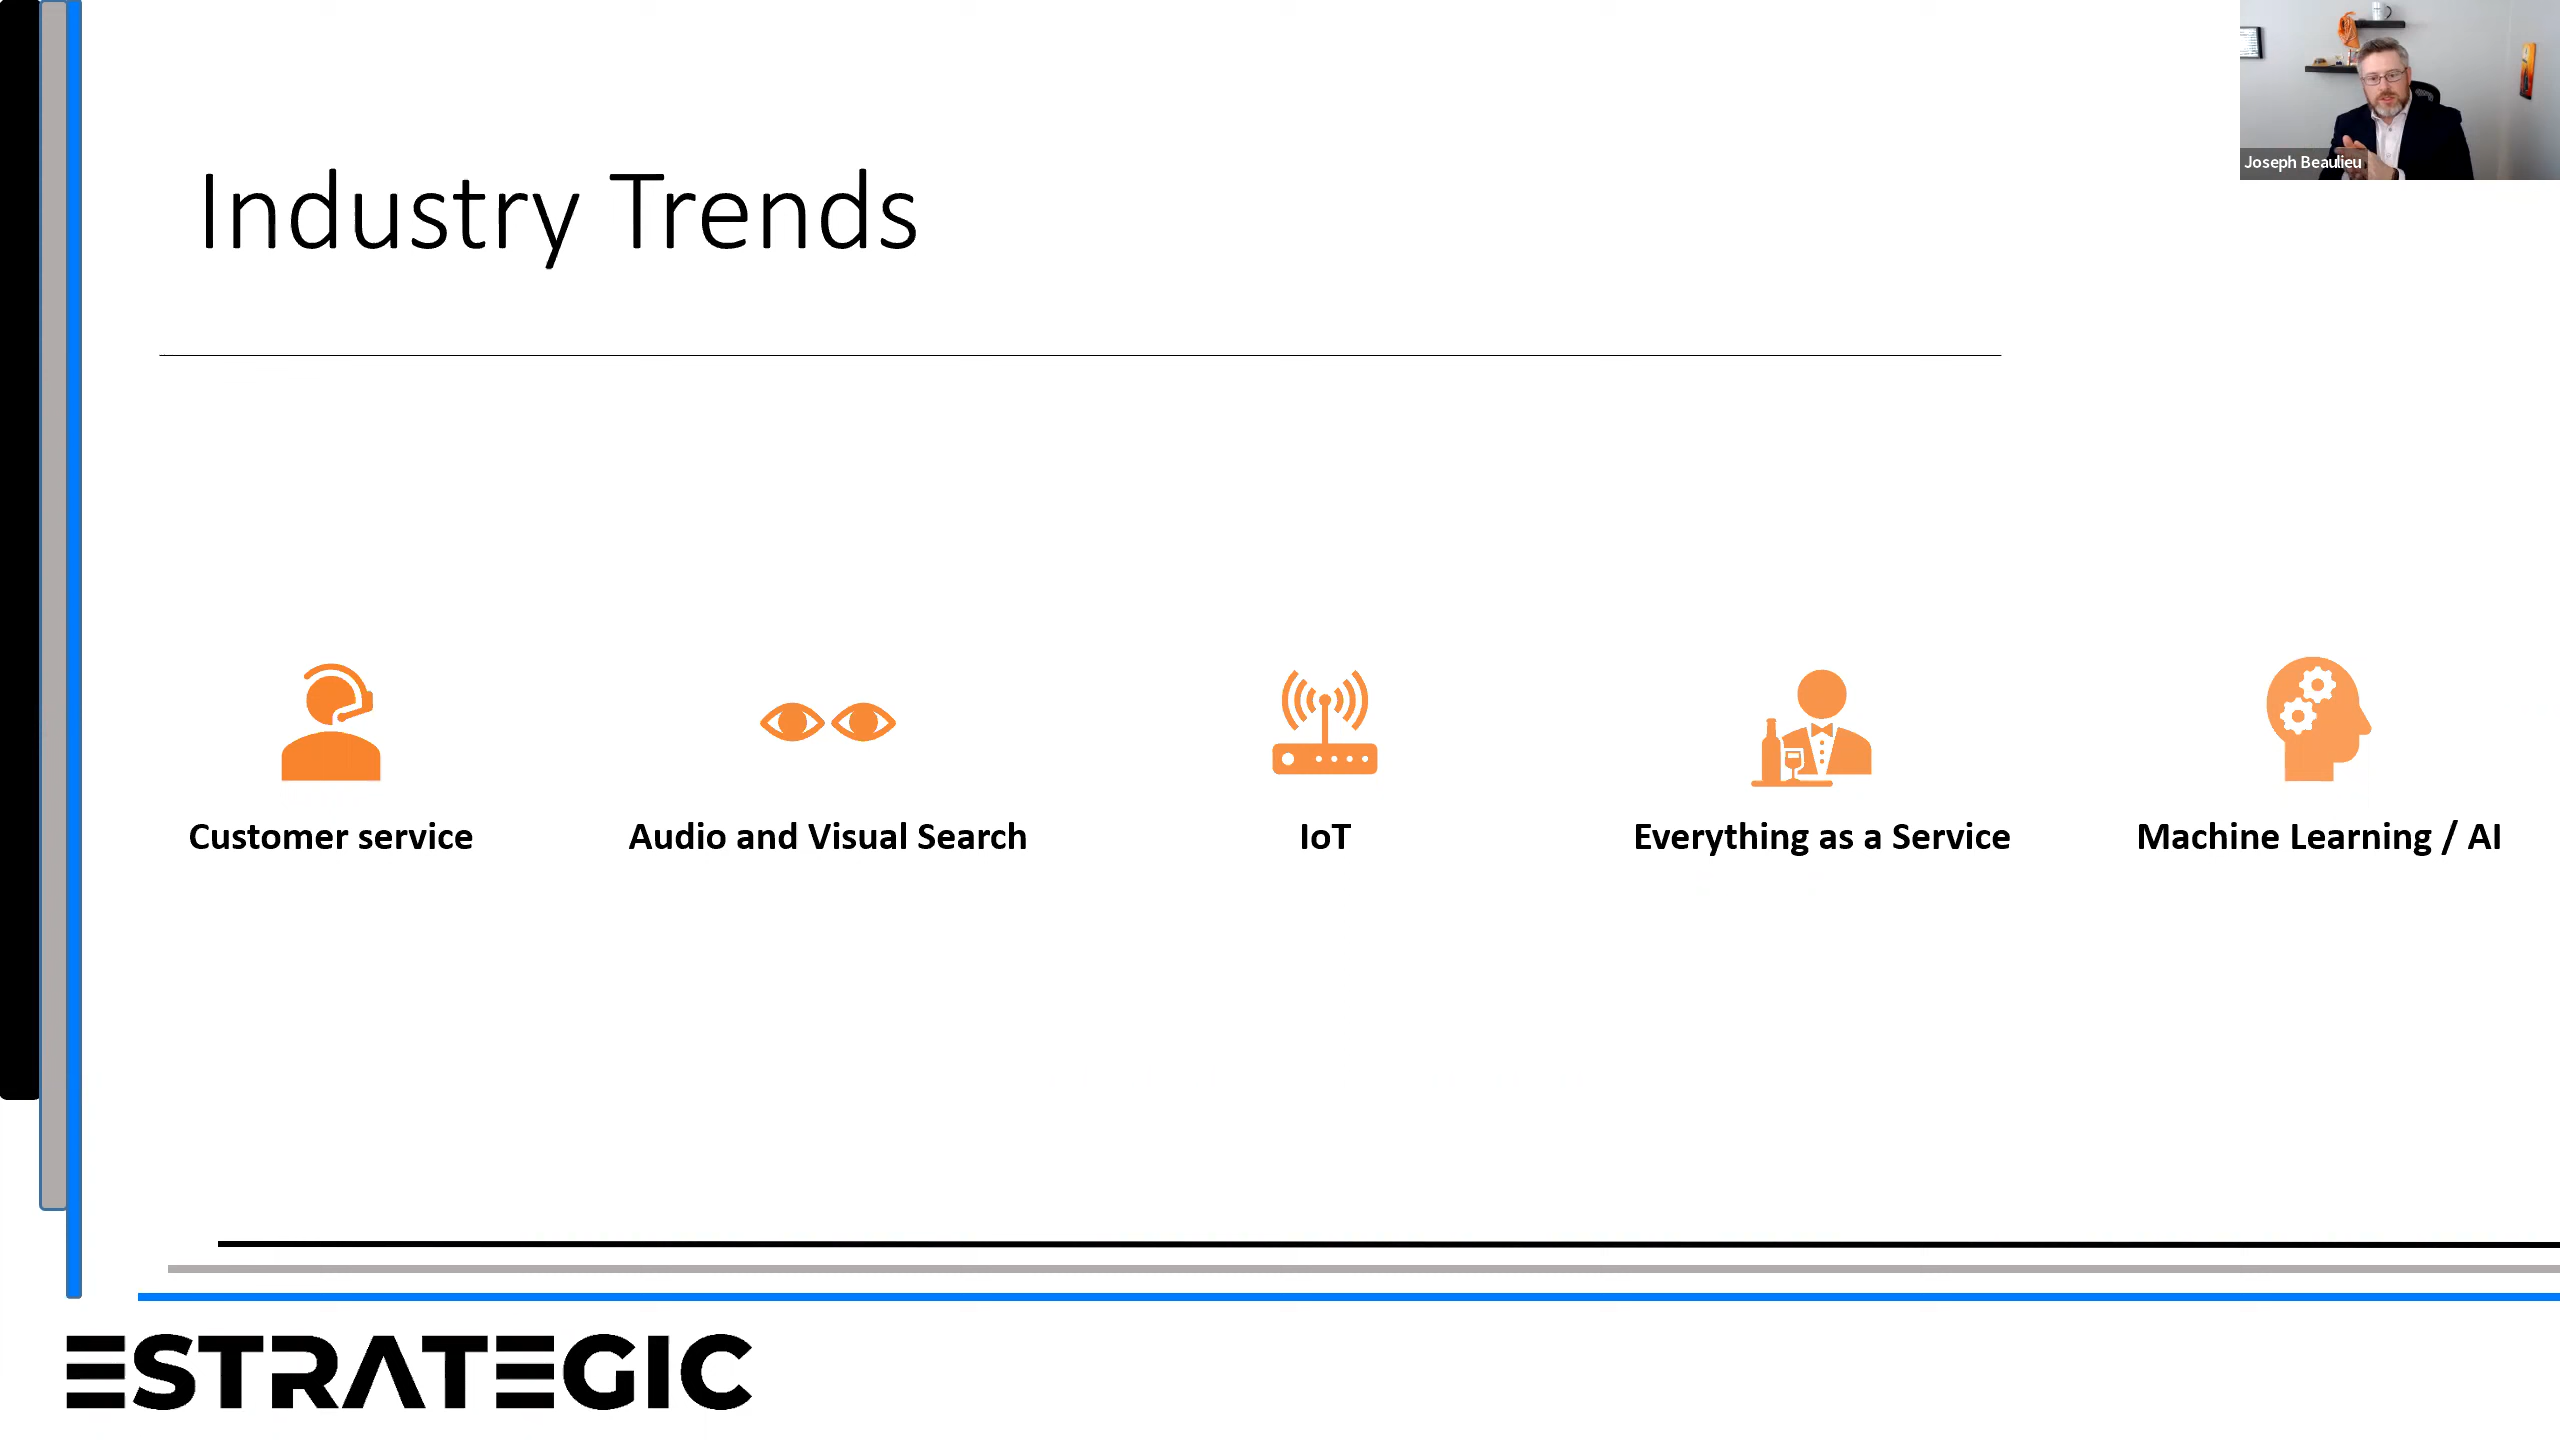 Joseph Beaulieu
Industry Trends
Customer service
Audio and Visual Search
IoT
Everything as a Service
Machine Learning / AI
ESTRATEGIC